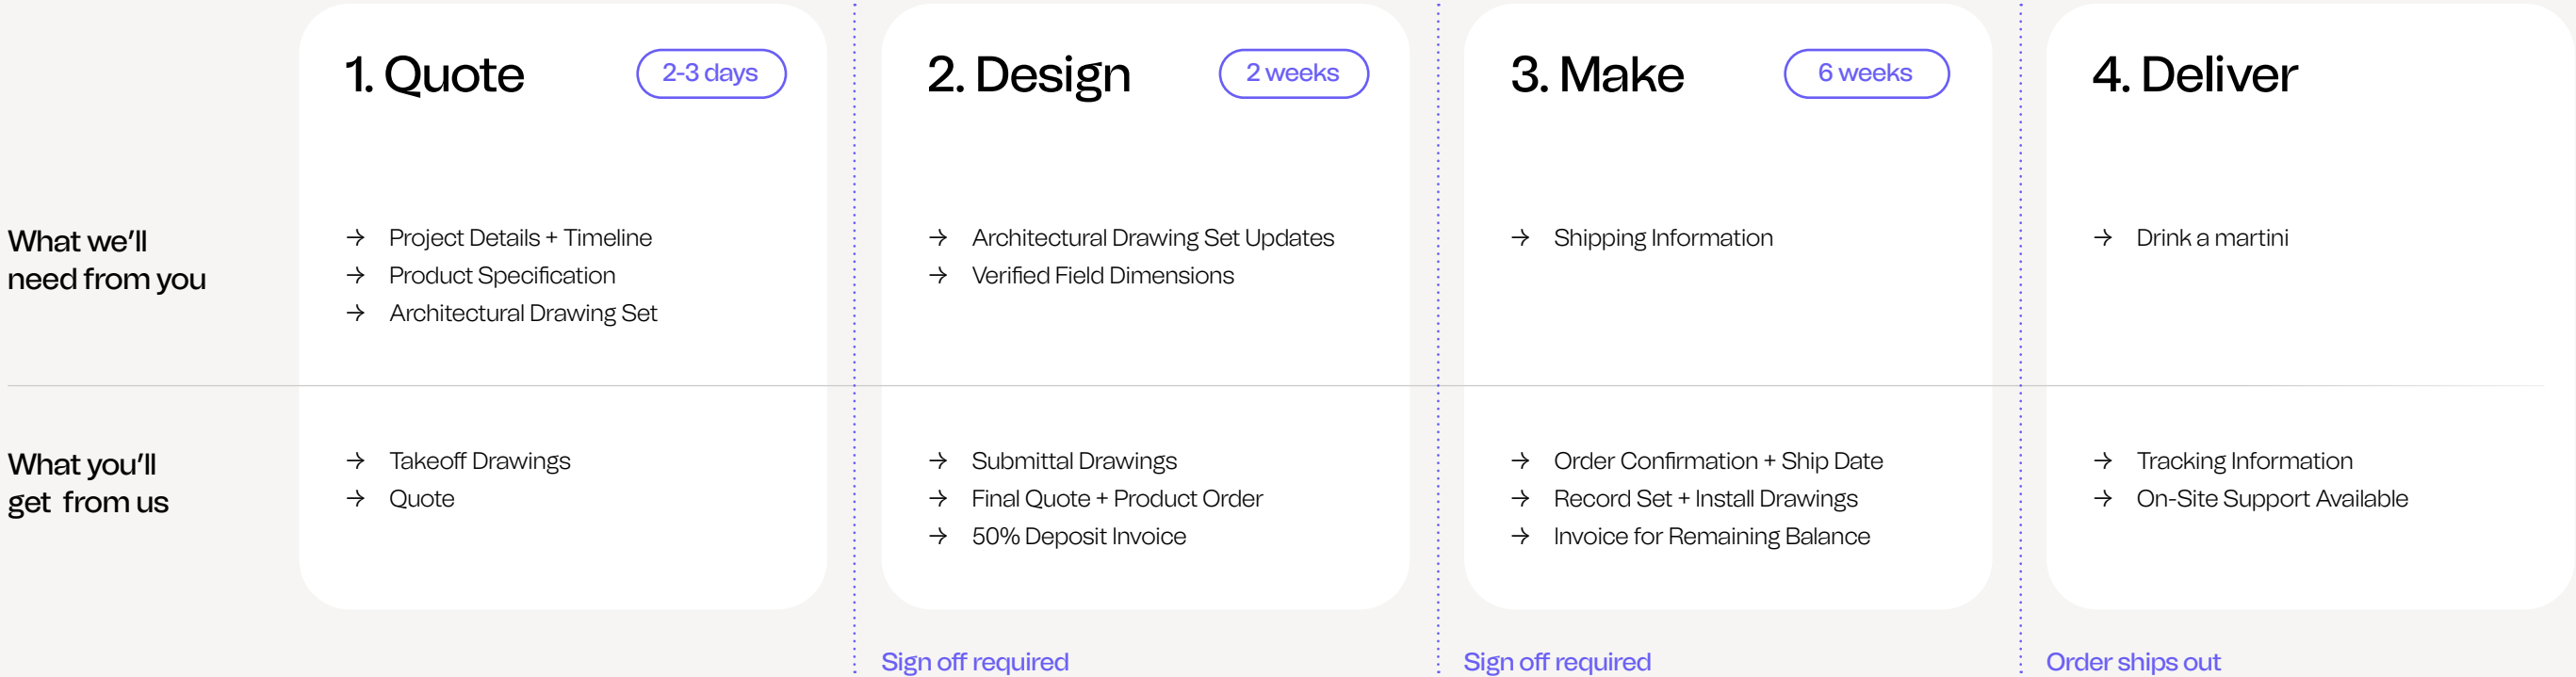 1. Quote
2-3 days
2. Design
2 weeks
3. Make
6 weeks
4. Deliver
What we'll
need from you
→ Project Details + Timeline
→ Product Specification
→ Architectural Drawing Set
→ Architectural Drawing Set Updates
→ Verified Field Dimensions
→ Shipping Information
→ Drink a martini
What you'll
get from us
→ Takeoff Drawings
→ Quote
→ Submittal Drawings
→ Final Quote + Product Order
→ 50% Deposit Invoice
→ Order Confirmation + Ship Date
→ Record Set + Install Drawings
→ Invoice for Remaining Balance
→ Tracking Information
→ On-Site Support Available
Sign off required
Sign off required
Order ships out